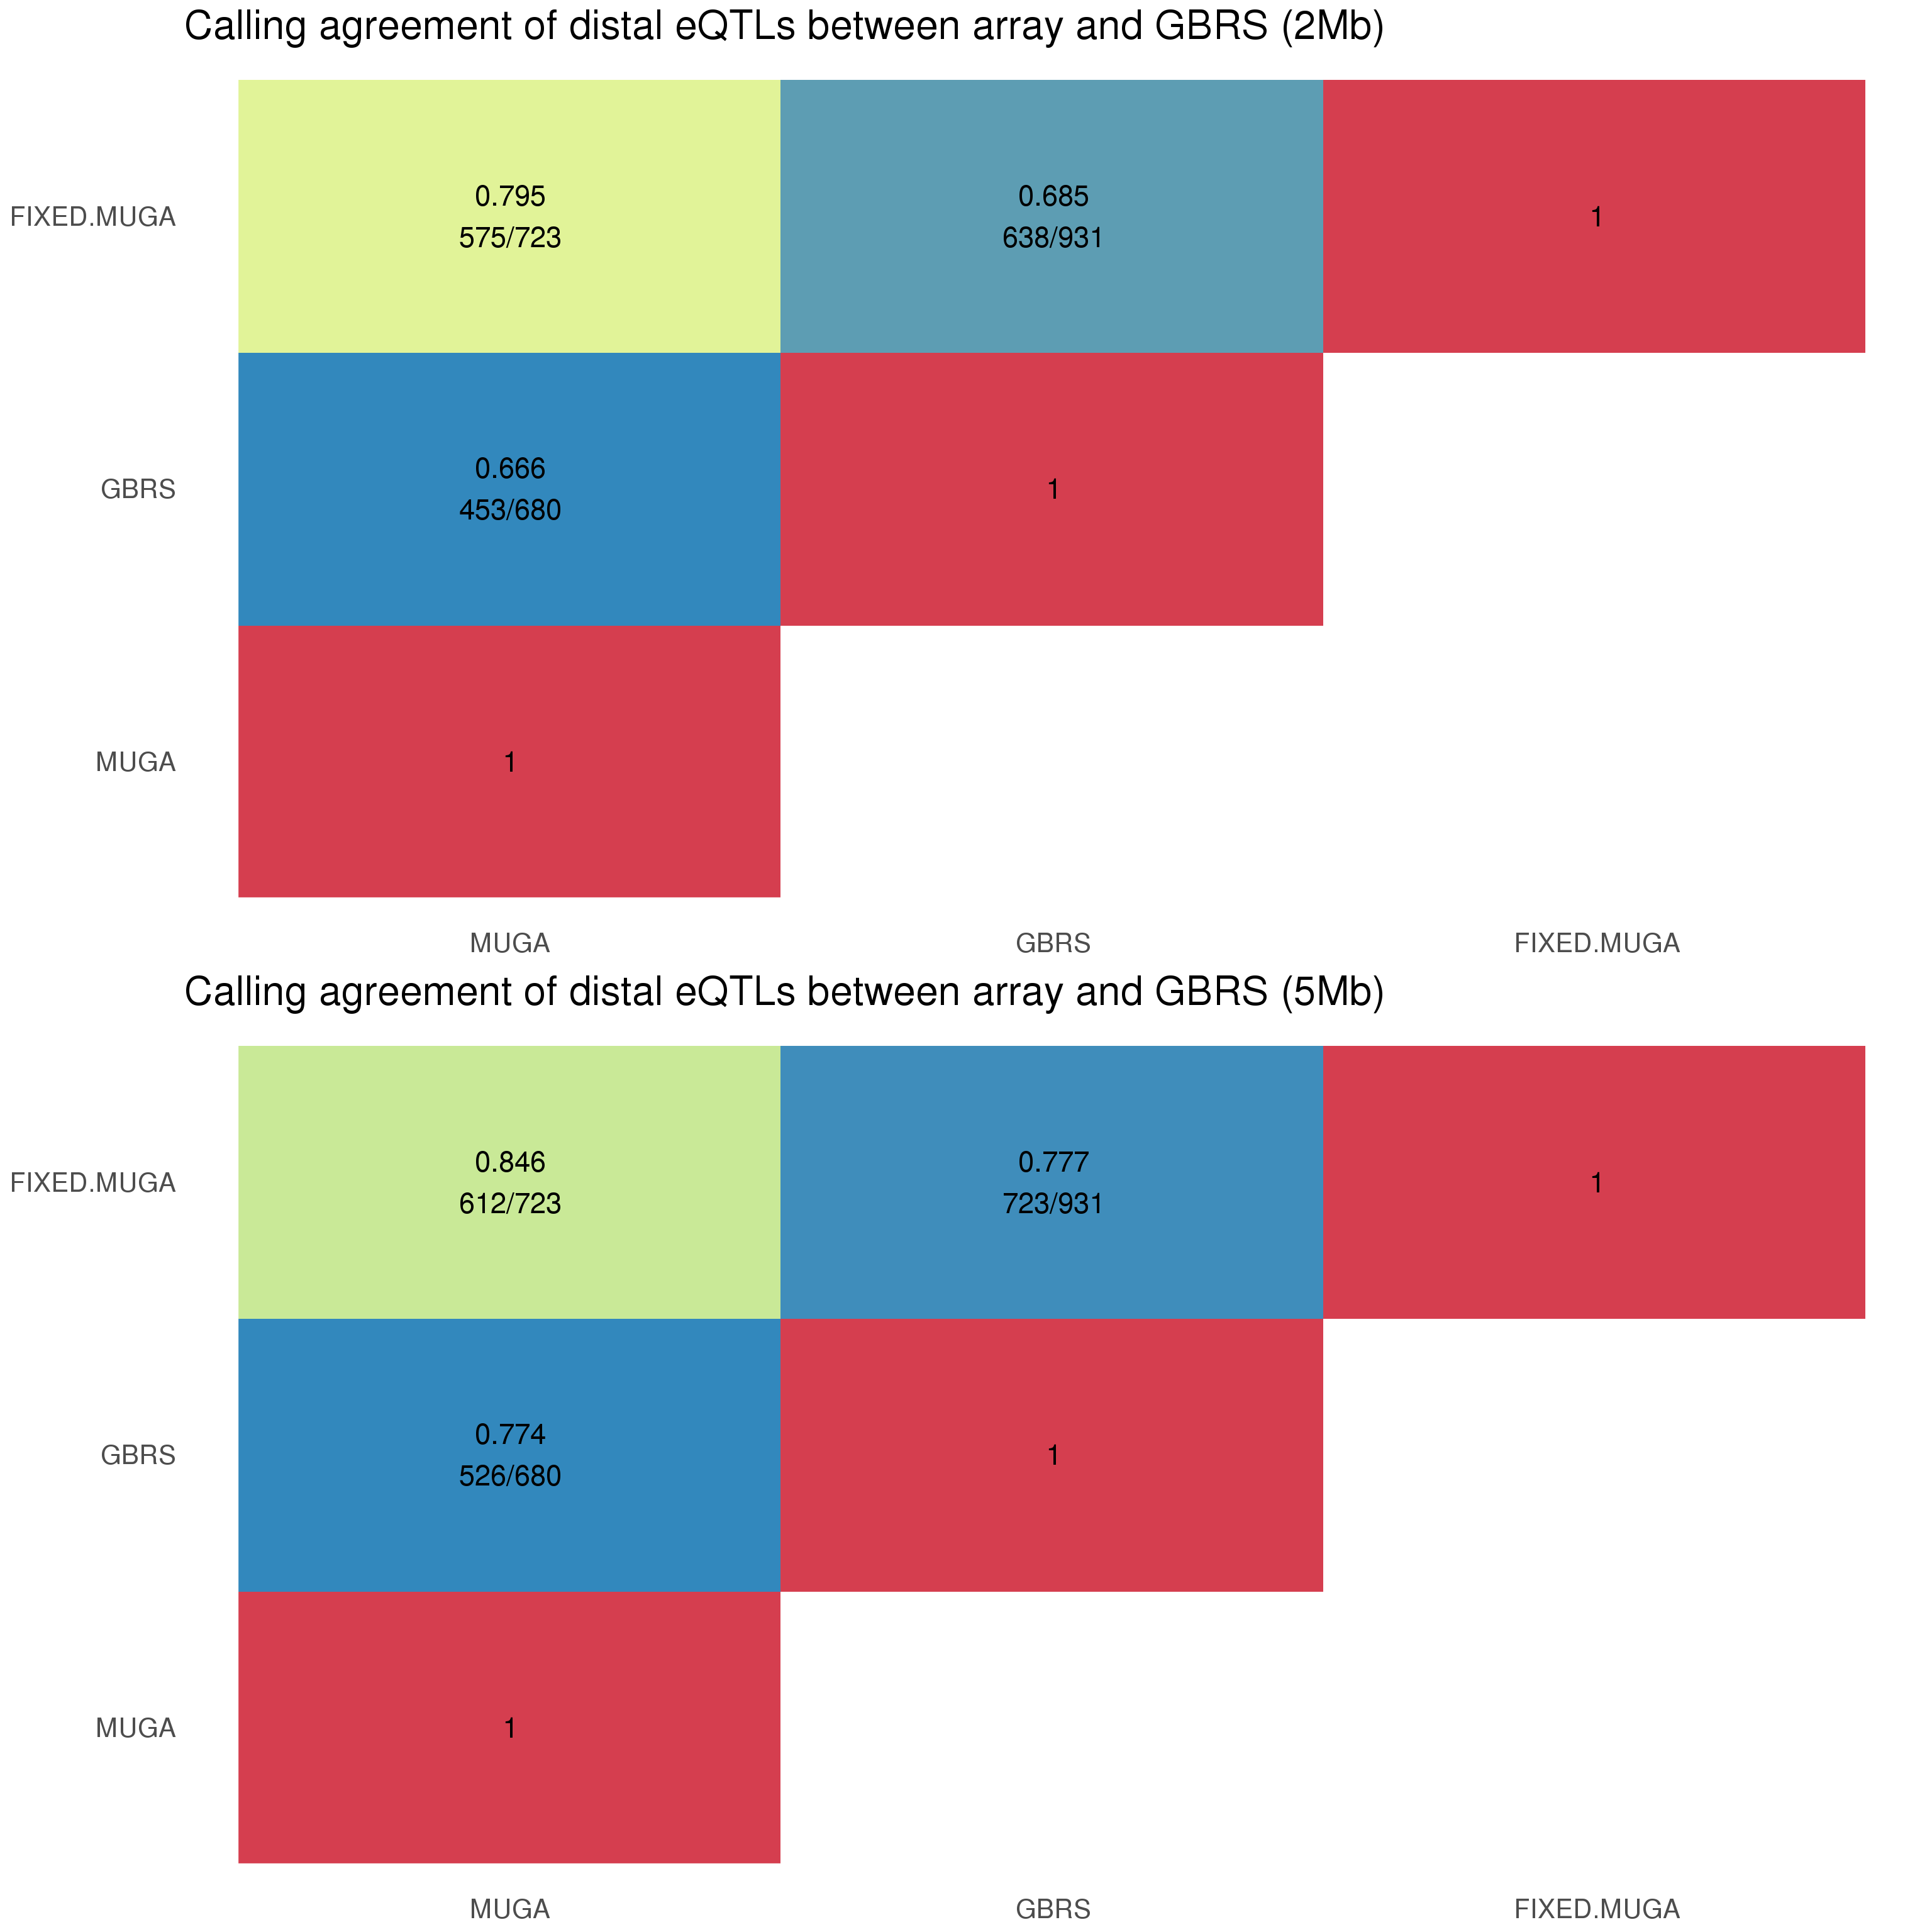 Calling agreement of distal eQTLs between array and GBRS (2Mb)
FIXED.MUGA
0.795
575/723
0.685
638/931
1
GBRS
0.666
453/680
1
MUGA
1
MUGA
GBRS
FIXED.MUGA
Calling agreement of distal eQTLs between array and GBRS (5Mb)
FIXED.MUGA
0.846
612/723
0.777
723/931
1
GBRS
0.774
526/680
1
MUGA
1
MUGA
GBRS
FIXED.MUGA